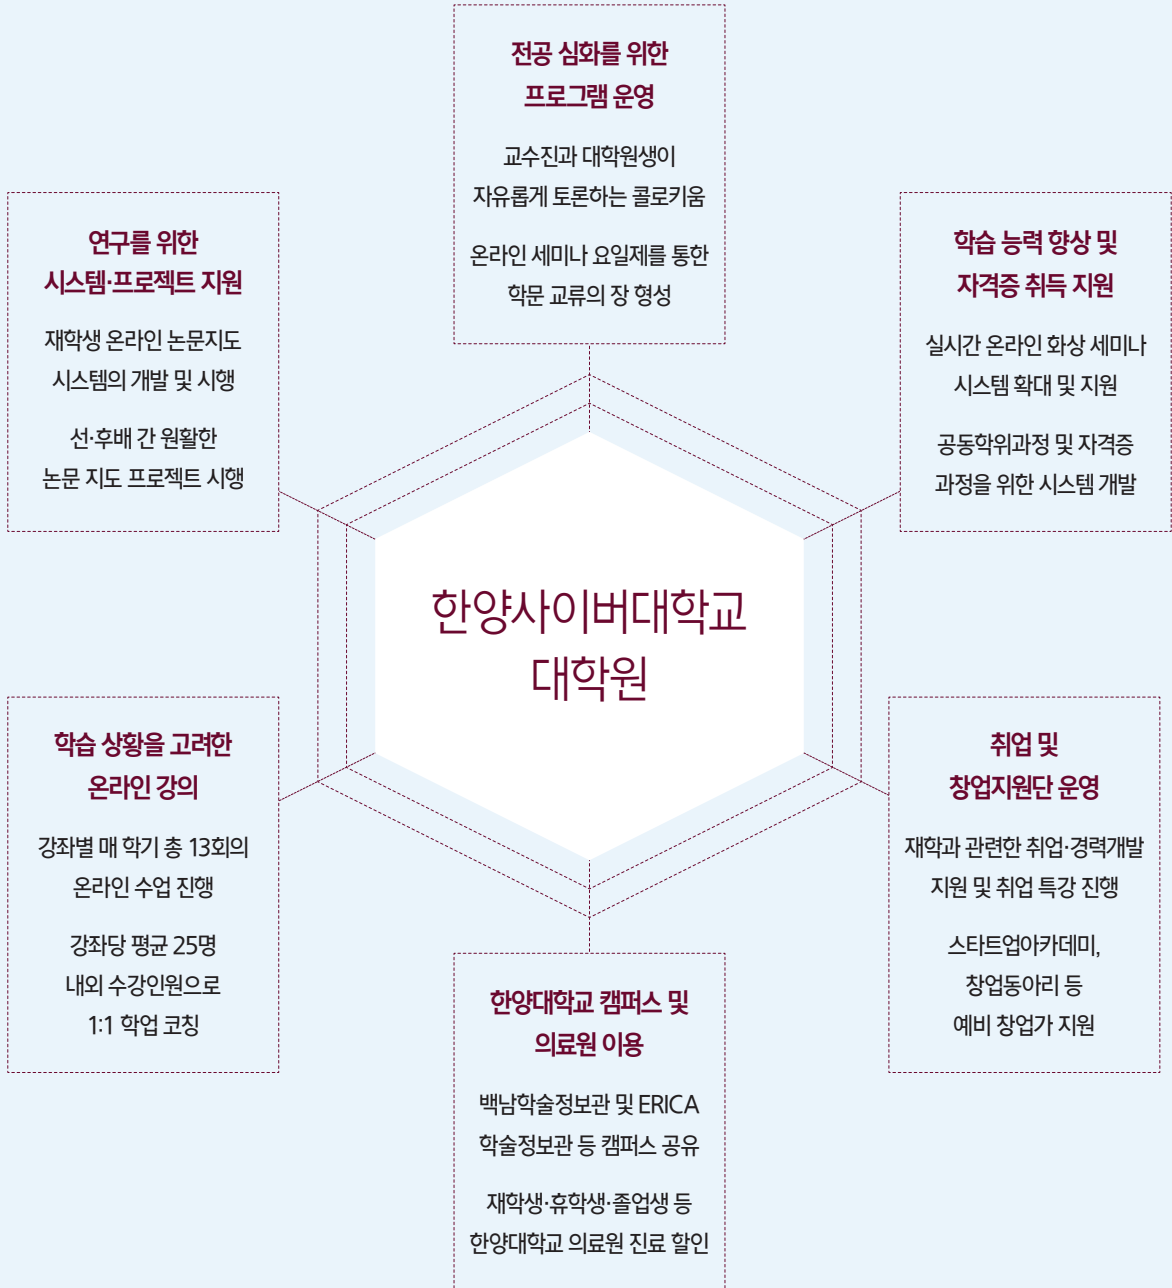 전공 심화를 위한
프로그램 운영
교수진과 대학원생이
자유롭게 토론하는 콜로키움
온라인 세미나 요일제를 통한
학문 교류의 장 형성
연구를 위한
시스템·프로젝트 지원
재학생 온라인 논문지도
시스템의 개발 및 시행
선·후배 간 원활한
논문 지도 프로젝트 시행
학습 능력 향상 및
자격증 취득 지원
실시간 온라인 화상 세미나
시스템 확대 및 지원
공동학위과정 및 자격증
과정을 위한 시스템 개발
한양사이버대학교
대학원
학습 상황을 고려한
온라인 강의
강좌별 매 학기 총 13회의
온라인 수업 진행
강좌당 평균 25명
내외 수강인원으로
1:1 학업 코칭
취업 및
창업지원단 운영
재학과 관련한 취업·경력개발
지원 및 취업 특강 진행
스타트업아카데미,
창업동아리 등
예비 창업가 지원
한양대학교 캠퍼스 및
의료원 이용
백남학술정보관 및 ERICA
학술정보관 등 캠퍼스 공유
재학생·휴학생·졸업생 등
한양대학교 의료원 진료 할인